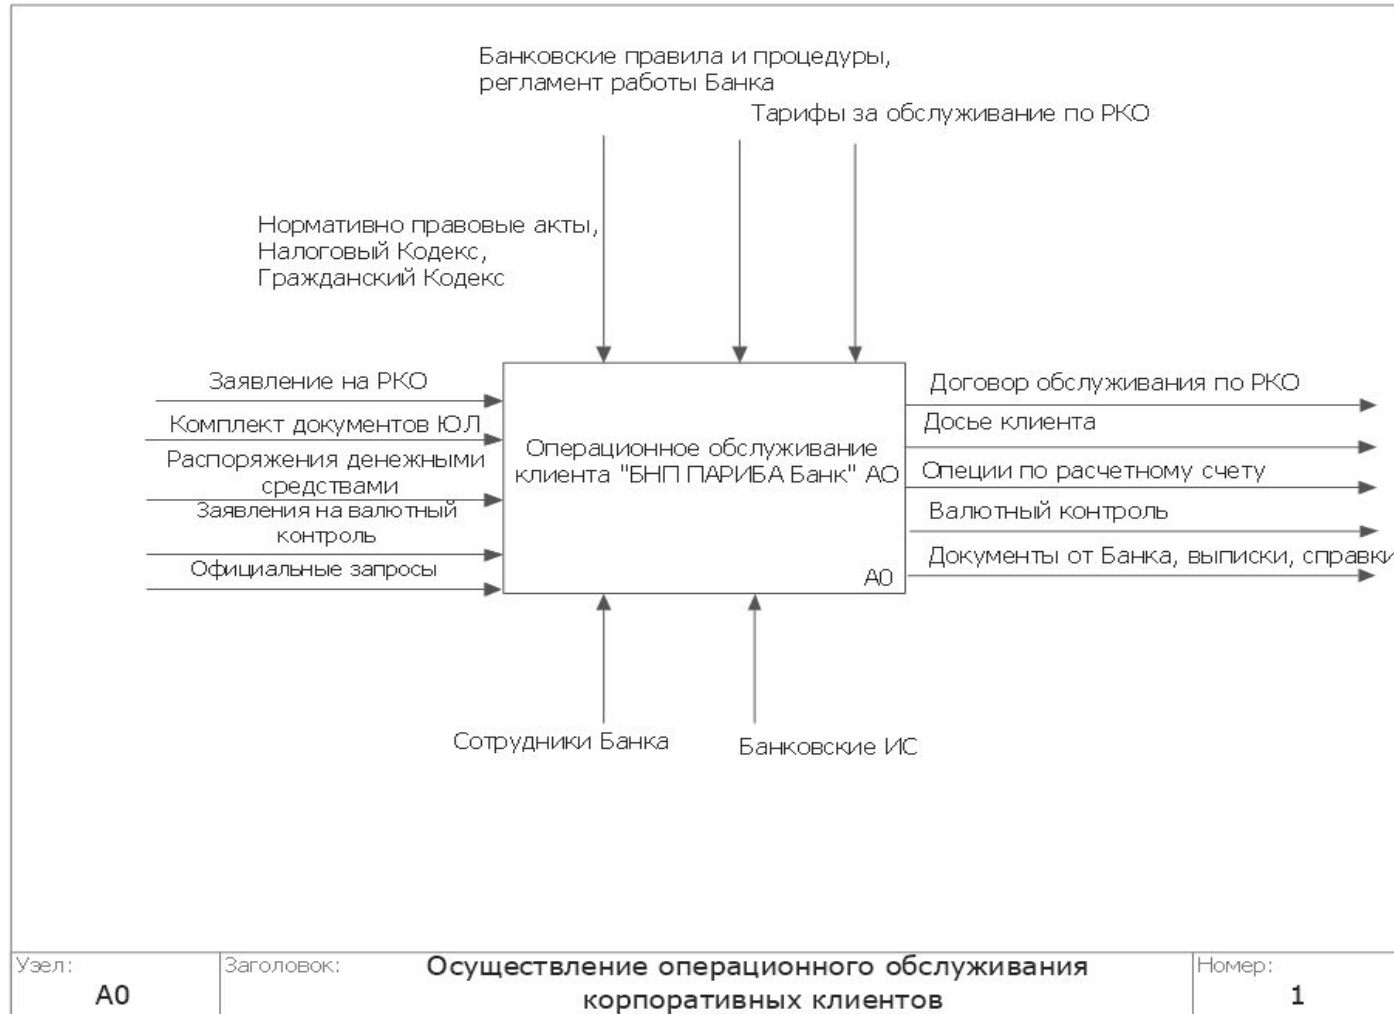 Банковские правила и процедуры,
регламент работы Банка
Тарифы за обслуживание по РКО
Нормативно правовые акты,
Налоговый Кодекс,
Гражданский Кодекс
Заявление на РКО
Комплект документов ЮЛ
Распоряжения денежными
средствами
Заявления на валютный
контроль
Официальные запросы
Операционное обслуживание
клиента "БНП ПАРИБА Банк" АО
А0
Договор обслуживания по РКО
Досье клиента
Опеции по расчетному счету
Валютный контроль
Документы от Банка, выписки, справки
Сотрудники Банка
Банковские ИС
Узел:
А0
Заголовок:
Осуществление операционного обслуживания
корпоративных клиентов
Номер:
1